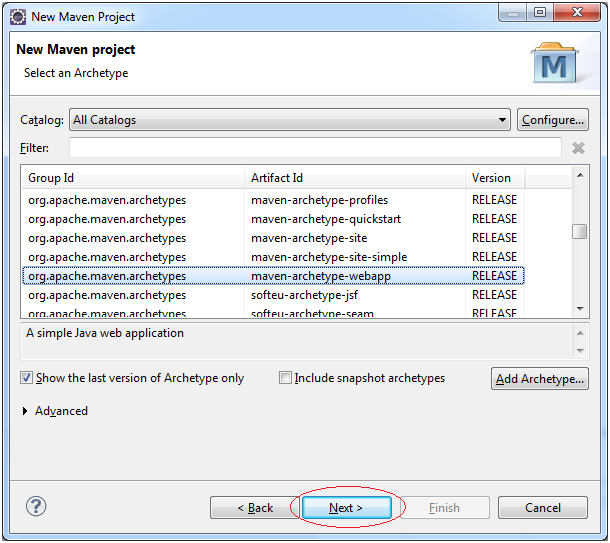 New Maven Project
New Maven project
Select an Archetype
M
Catalog: All Catalogs Configure...
Filter:
Group Id Artifact Id Version
org.apache.maven.archetypes maven-archetype-profiles RELEASE
org.apache.maven.archetypes maven-archetype-quickstart RELEASE
org.apache.maven.archetypes maven-archetype-site RELEASE
org.apache.maven.archetypes maven-archetype-site-simple RELEASE
org.apache.maven.archetypes maven-archetype-webapp RELEASE
org.apache.maven.archetypes softeu-archetype-jsf RELEASE
org.apache.maven.archetypes softeu-archetype-seam RELEASE
A simple Java web application
Show the last version of Archetype only Include snapshot archetypes Add Archetype...
Advanced
? < Back Next > Finish Cancel